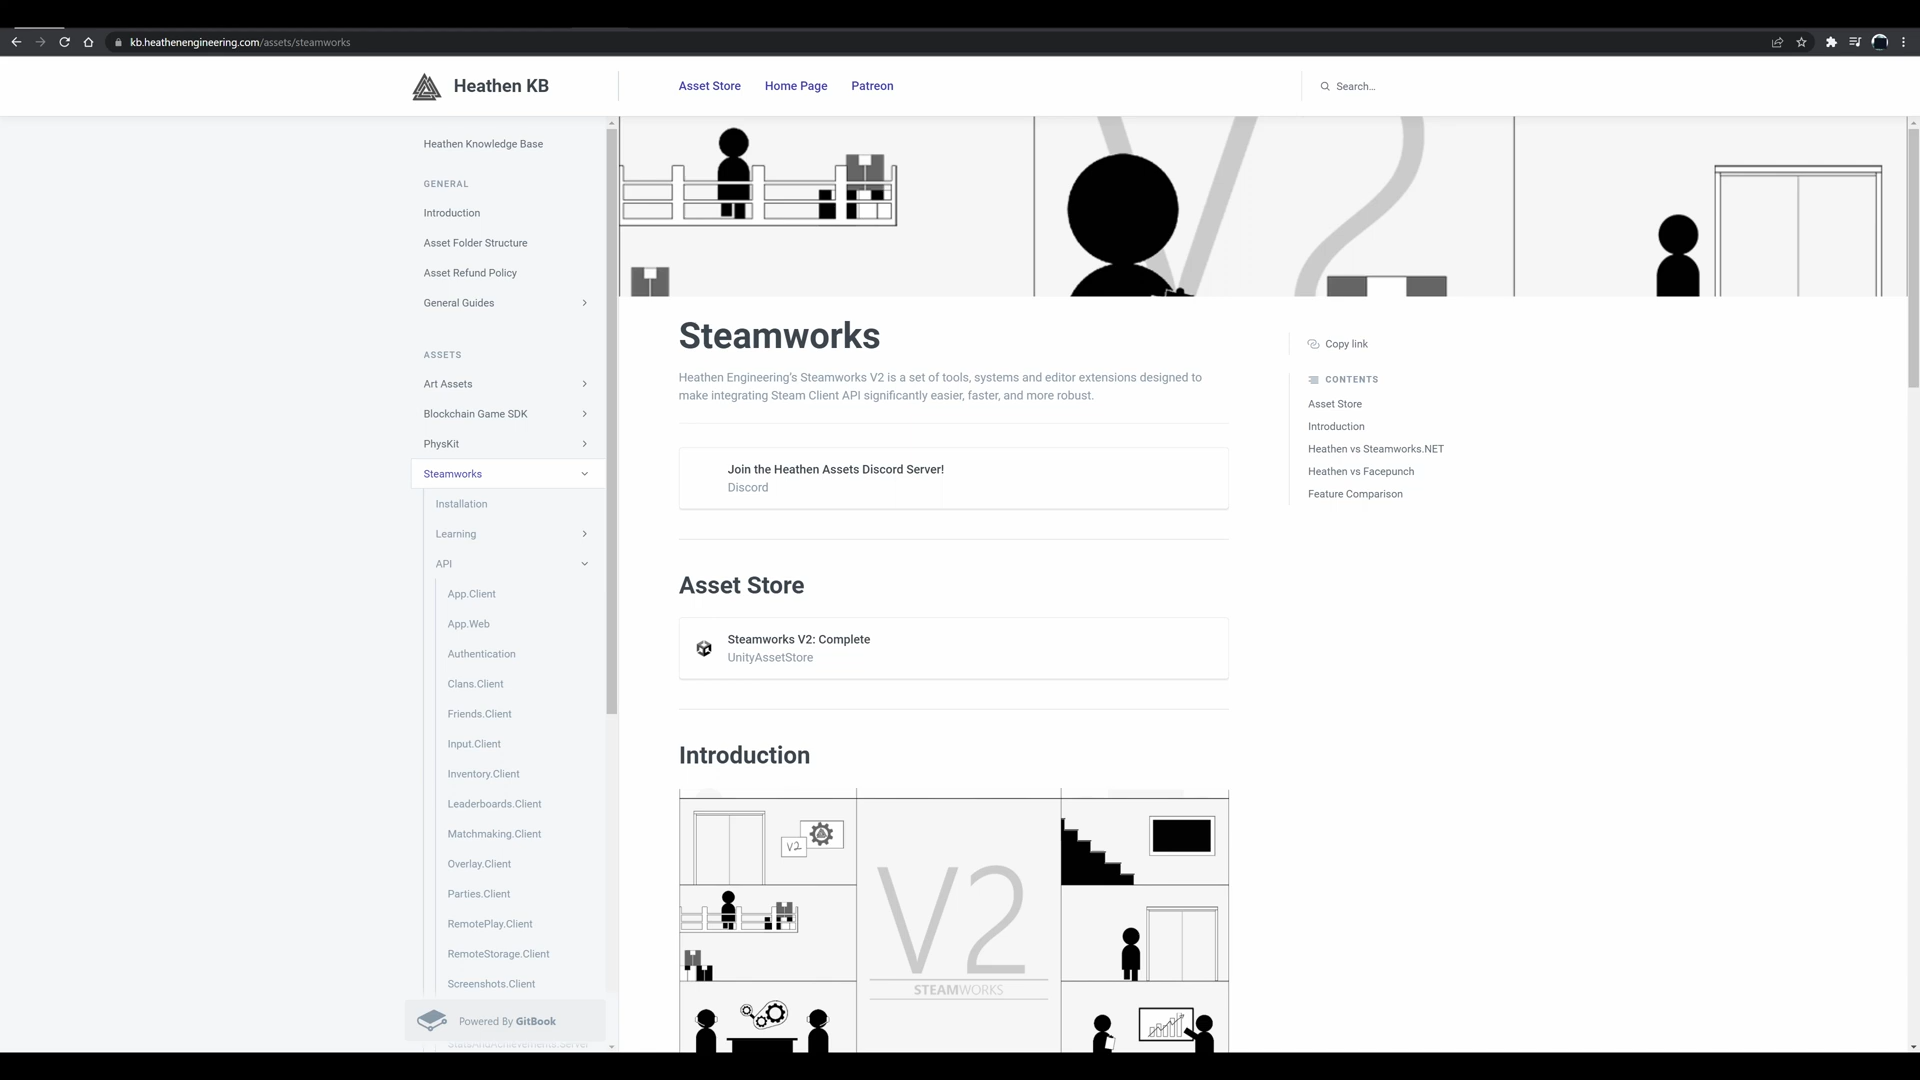 kb.heathenengineering.com/assets/steamworks
Heathen KB
Asset Store
Home Page
Patreon
Search...
Heathen Knowledge Base
GENERAL
Introduction
Asset Folder Structure
Asset Refund Policy
General Guides
ASSETS
Art Assets
Blockchain Game SDK
PhysKit
Steamworks
Installation
Learning
API
App.Client
App.Web
Authentication
Clans.Client
Friends.Client
Input.Client
Inventory.Client
Leaderboards.Client
Matchmaking.Client
Overlay.Client
Parties.Client
RemotePlay.Client
RemoteStorage.Client
Screenshots.Client
StatsAndAchievements.Server
Powered By GitBook
V2
Steamworks
Heathen Engineering's Steamworks V2 is a set of tools, systems and editor extensions designed to
make integrating Steam Client API significantly easier, faster, and more robust.
Join the Heathen Assets Discord Server!
Discord
Asset Store
Steamworks V2: Complete
UnityAssetStore
Introduction
V2
V2
STEAMWORKS
Copy link
CONTENTS
Asset Store
Introduction
Heathen vs Steamworks.NET
Heathen vs Facepunch
Feature Comparison